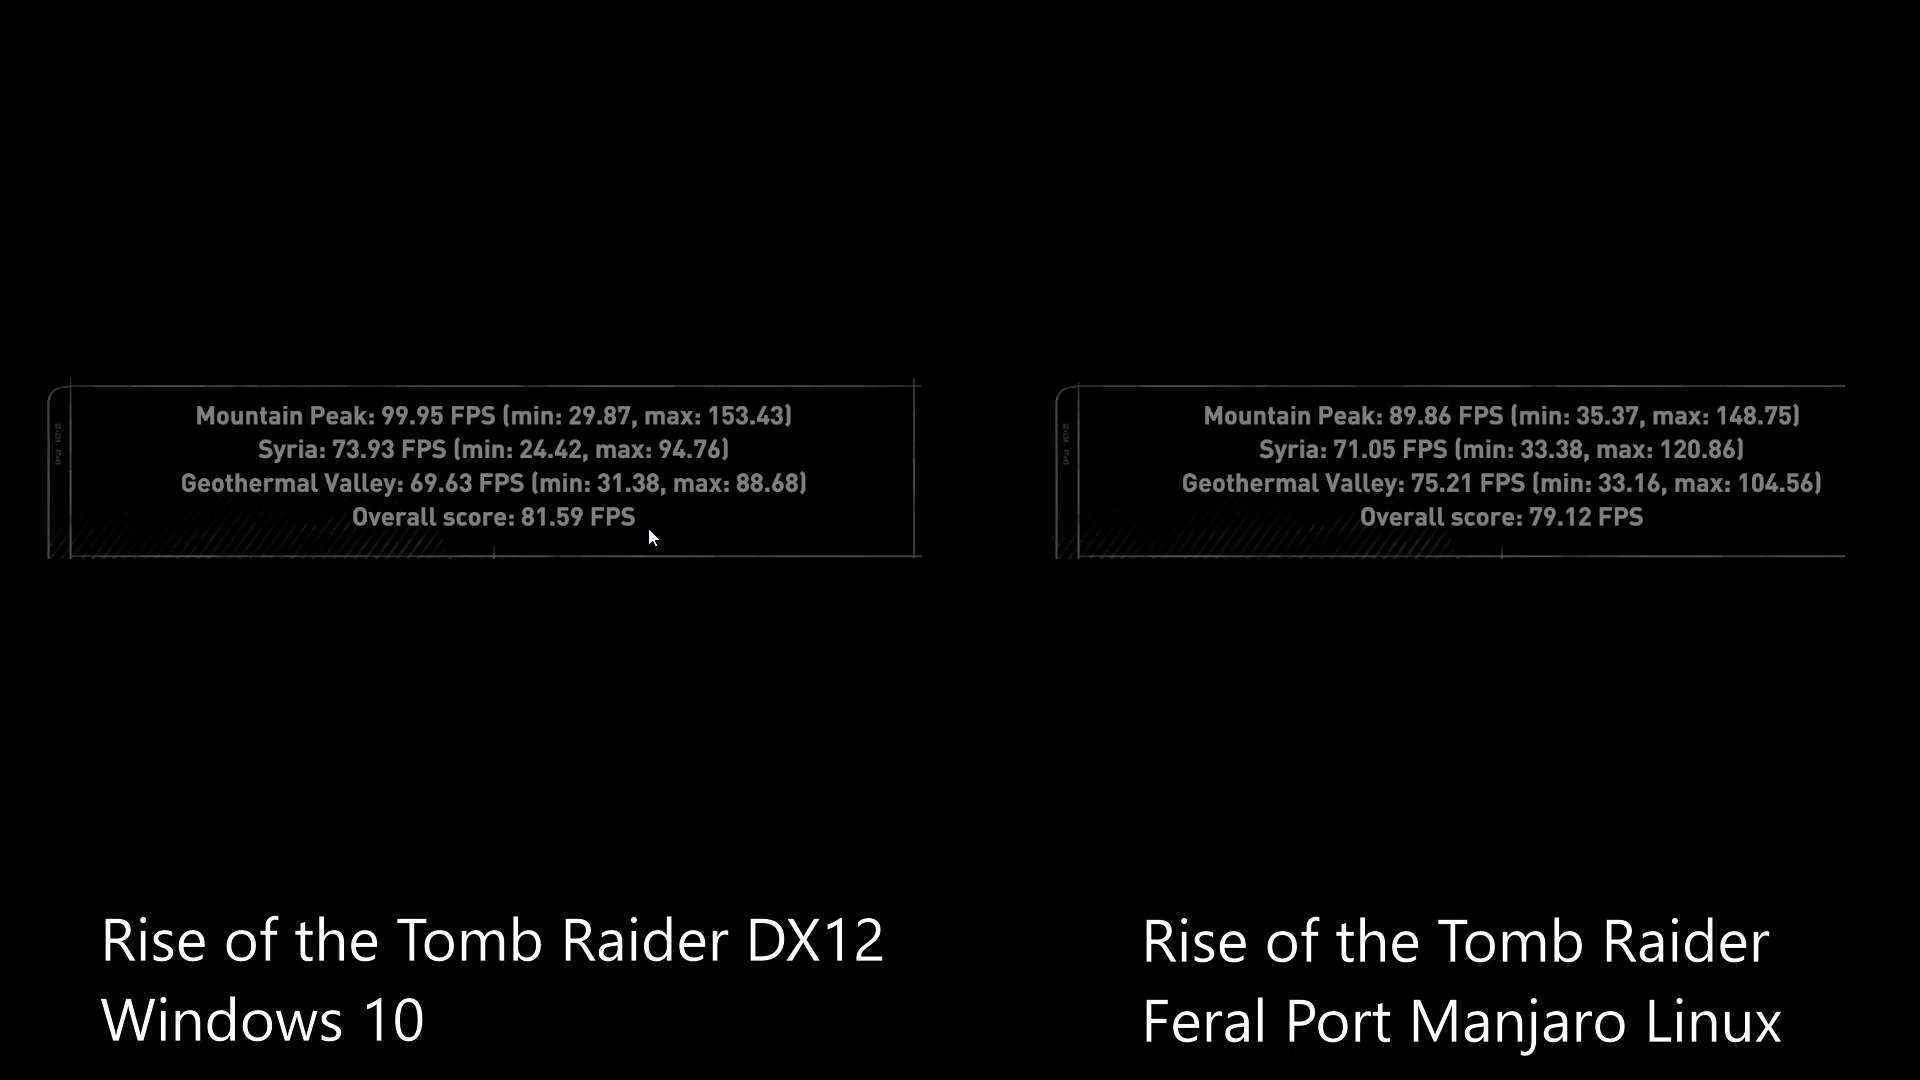 Mountain Peak: 99.95 FPS (min: 29.87, max: 153.43)
Syria: 73.93 FPS (min: 24.42, max: 94.76)
Geothermal Valley: 69.63 FPS (min: 31.38, max: 88.68)
Overall score: 81.59 FPS
Mountain Peak: 89.86 FPS (min: 35.37, max: 148.75)
Syria: 71.05 FPS (min: 33.38, max: 120.86)
Geothermal Valley: 75.21 FPS (min: 33.16, max: 104.56)
Overall score: 79.12 FPS
Rise of the Tomb Raider DX12
Windows 10
Rise of the Tomb Raider
Feral Port Manjaro Linux